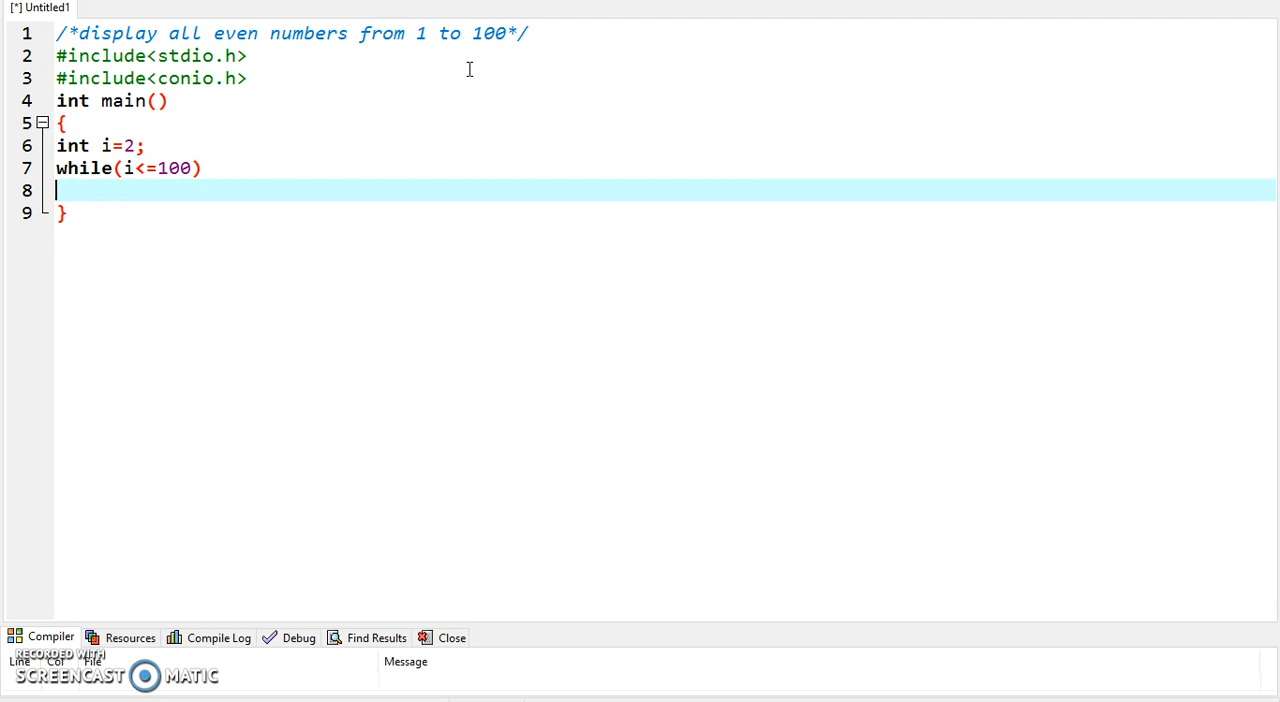 [*] Untitled1
1 /*display all even numbers from 1 to 100*/
2 #include<stdio.h>
3 #include<conio.h>
4 int main()
5 {
6 int i=2;
7 while(i<=100)
8
9 }
Compiler Resources Compile Log Debug Find Results Close
Line Col File Message
RECORDED WITH
SCREENCAST MATIC